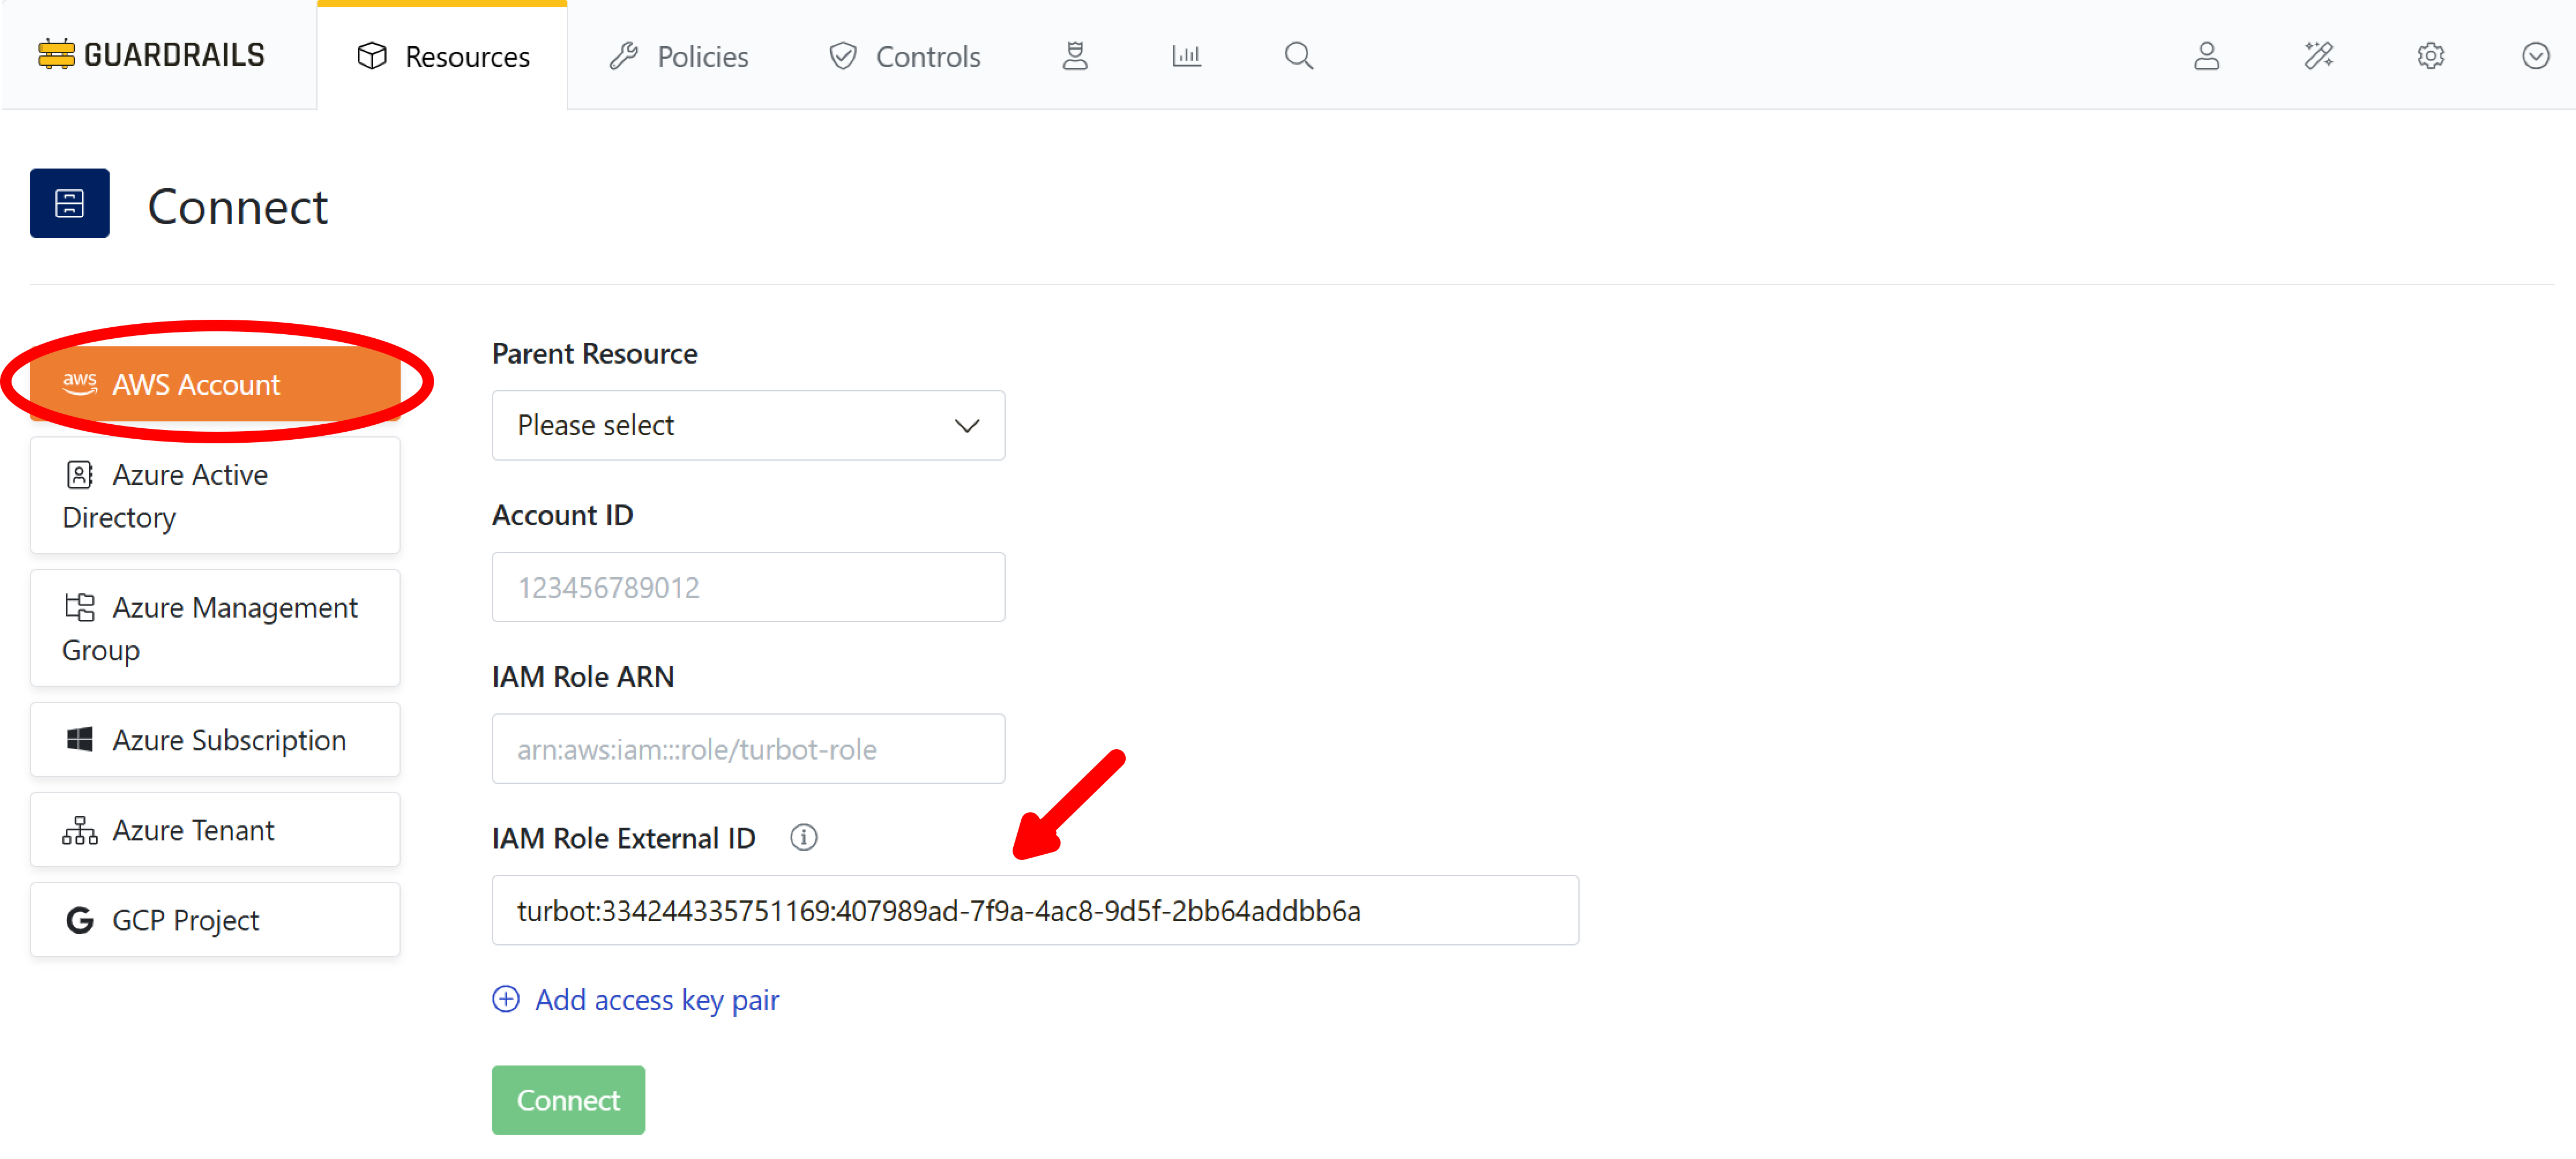 GUARDRAILS
Resources
Policies
Controls
Connect
aws AWS Account
Azure Active
Directory
Azure Management
Group
Azure Subscription
Azure Tenant
GCP Project
Parent Resource
Please select
Account ID
123456789012
IAM Role ARN
arn:aws:iam:::role/turbot-role
IAM Role External ID
turbot:334244335751169:407989ad-7f9a-4ac8-9d5f-2bb64addbb6a
Add access key pair
Connect